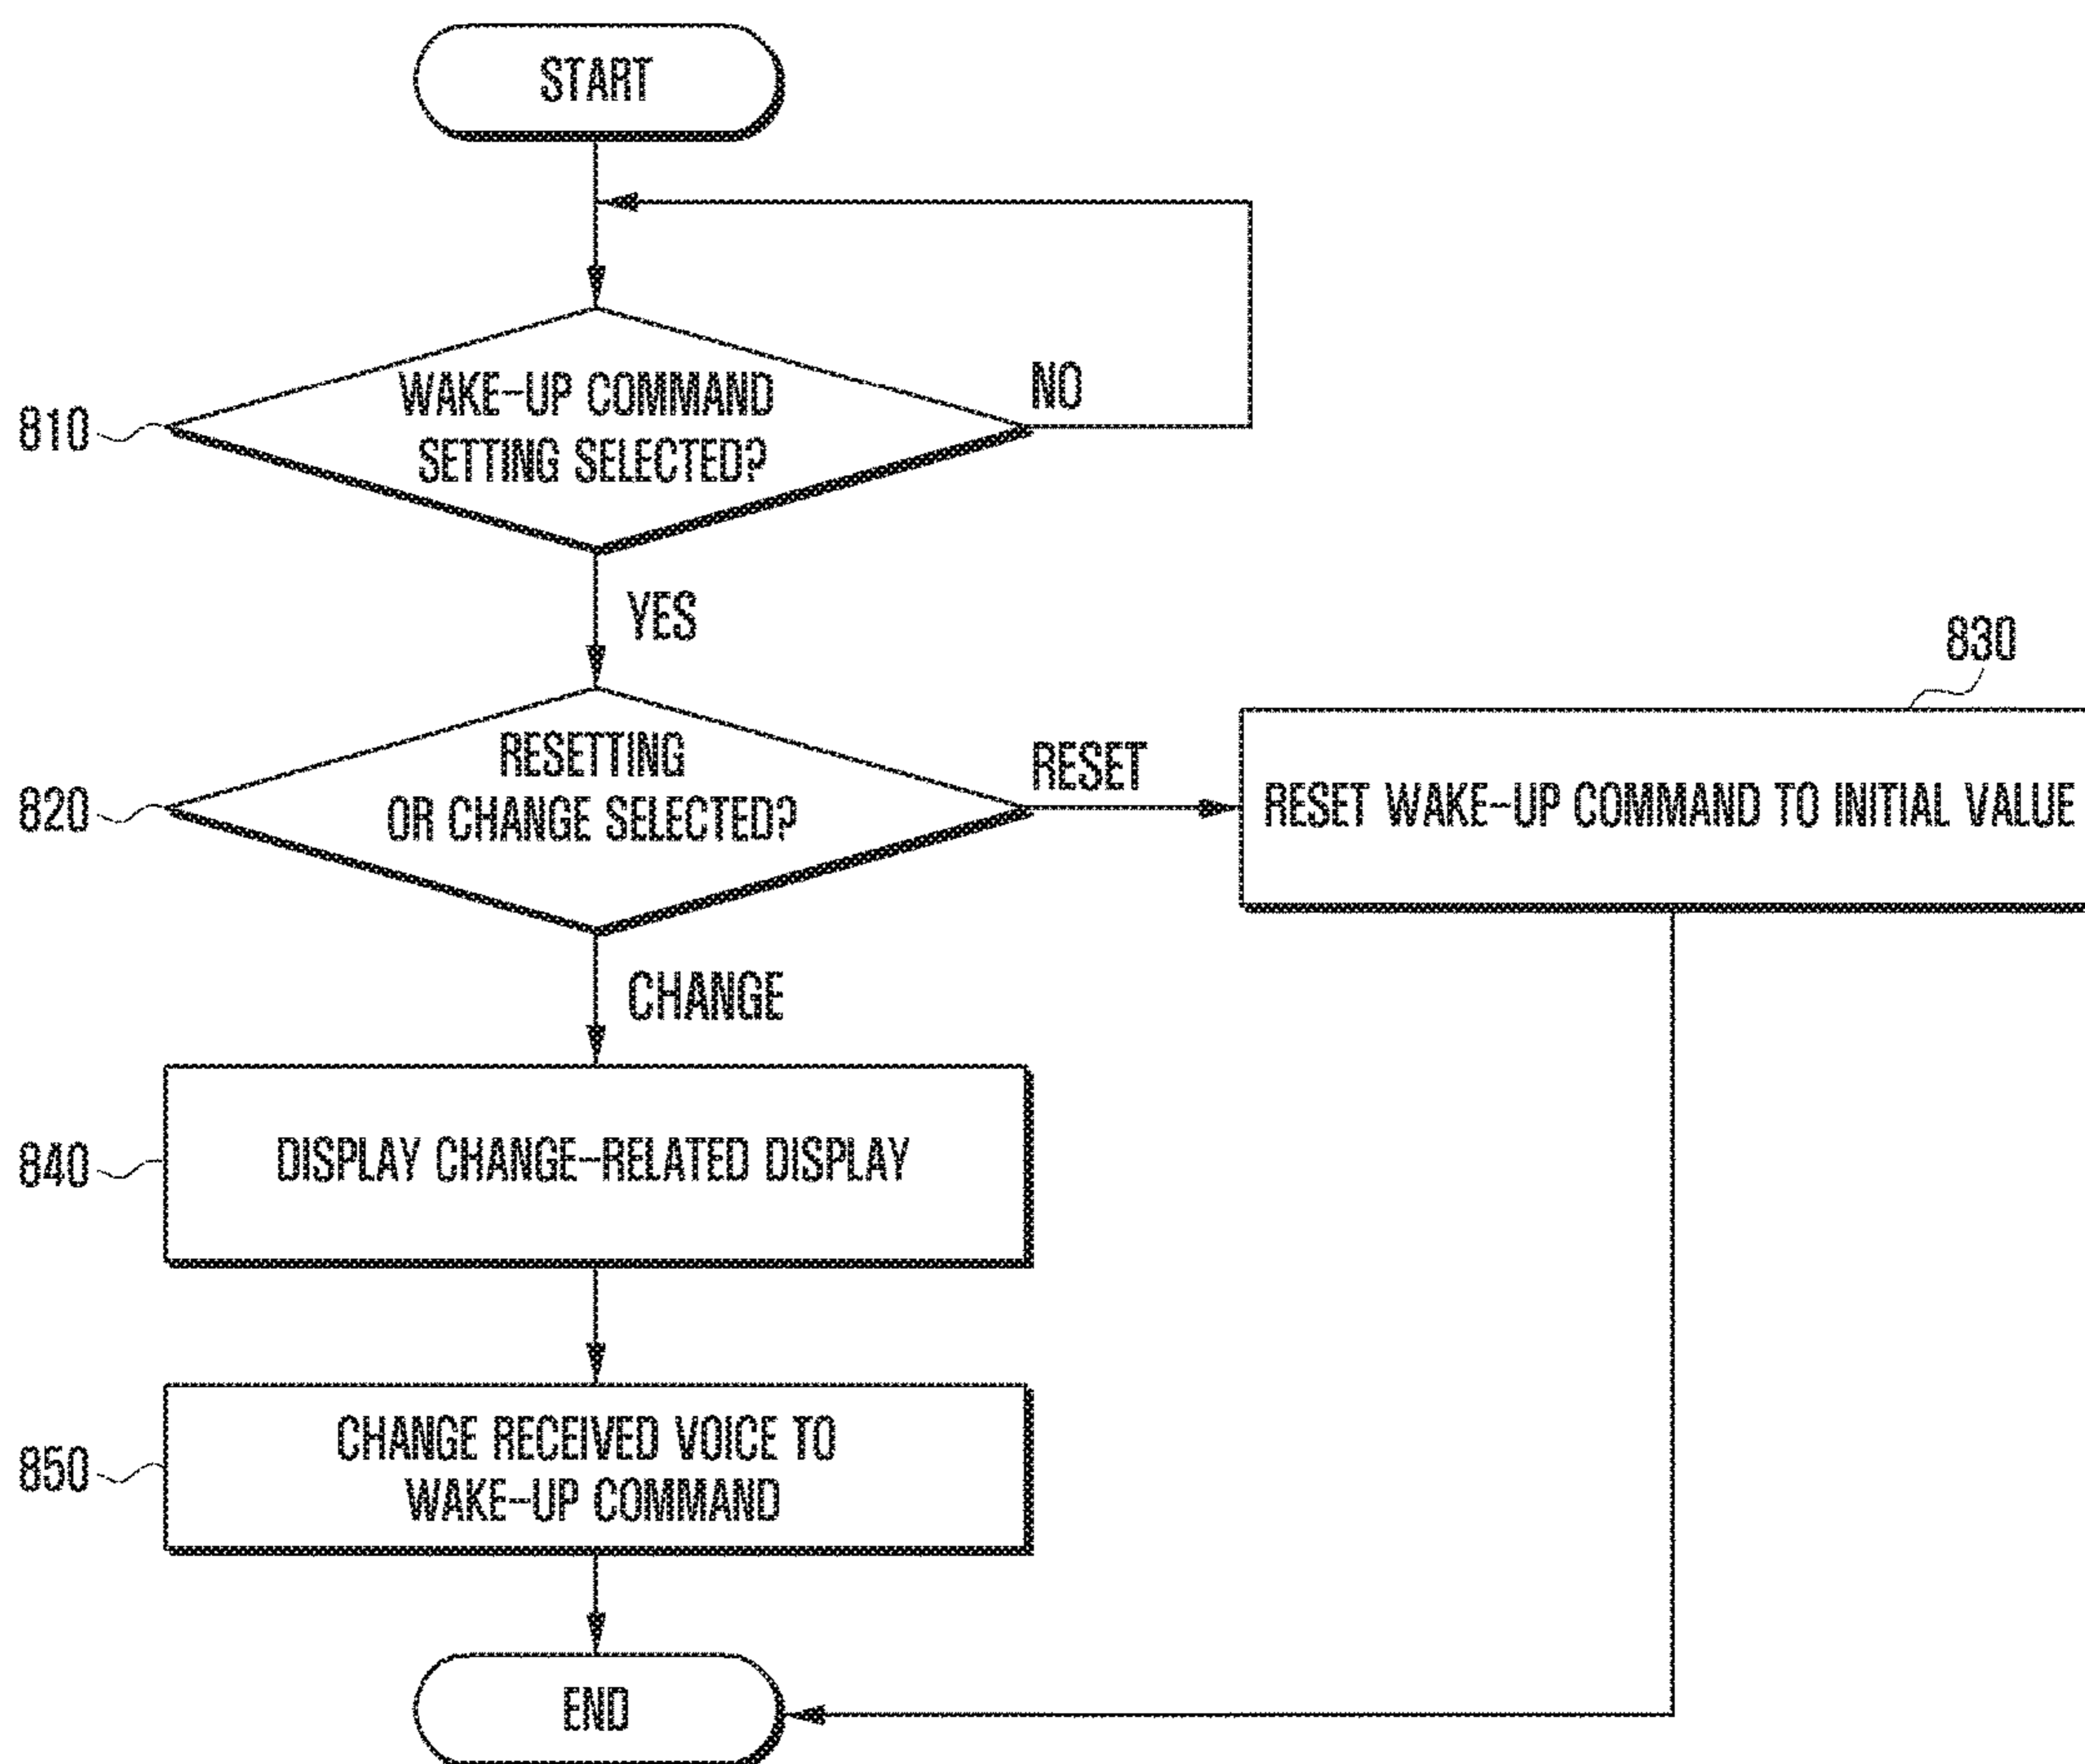 START
810
WAKE-UP COMMAND
SETTING SELECTED?
NO
YES
820
RESETTING
OR CHANGE SELECTED?
RESET
830
RESET WAKE-UP COMMAND TO INITIAL VALUE
CHANGE
840
DISPLAY CHANGE-RELATED DISPLAY
850
CHANGE RECEIVED VOICE TO
WAKE-UP COMMAND
END